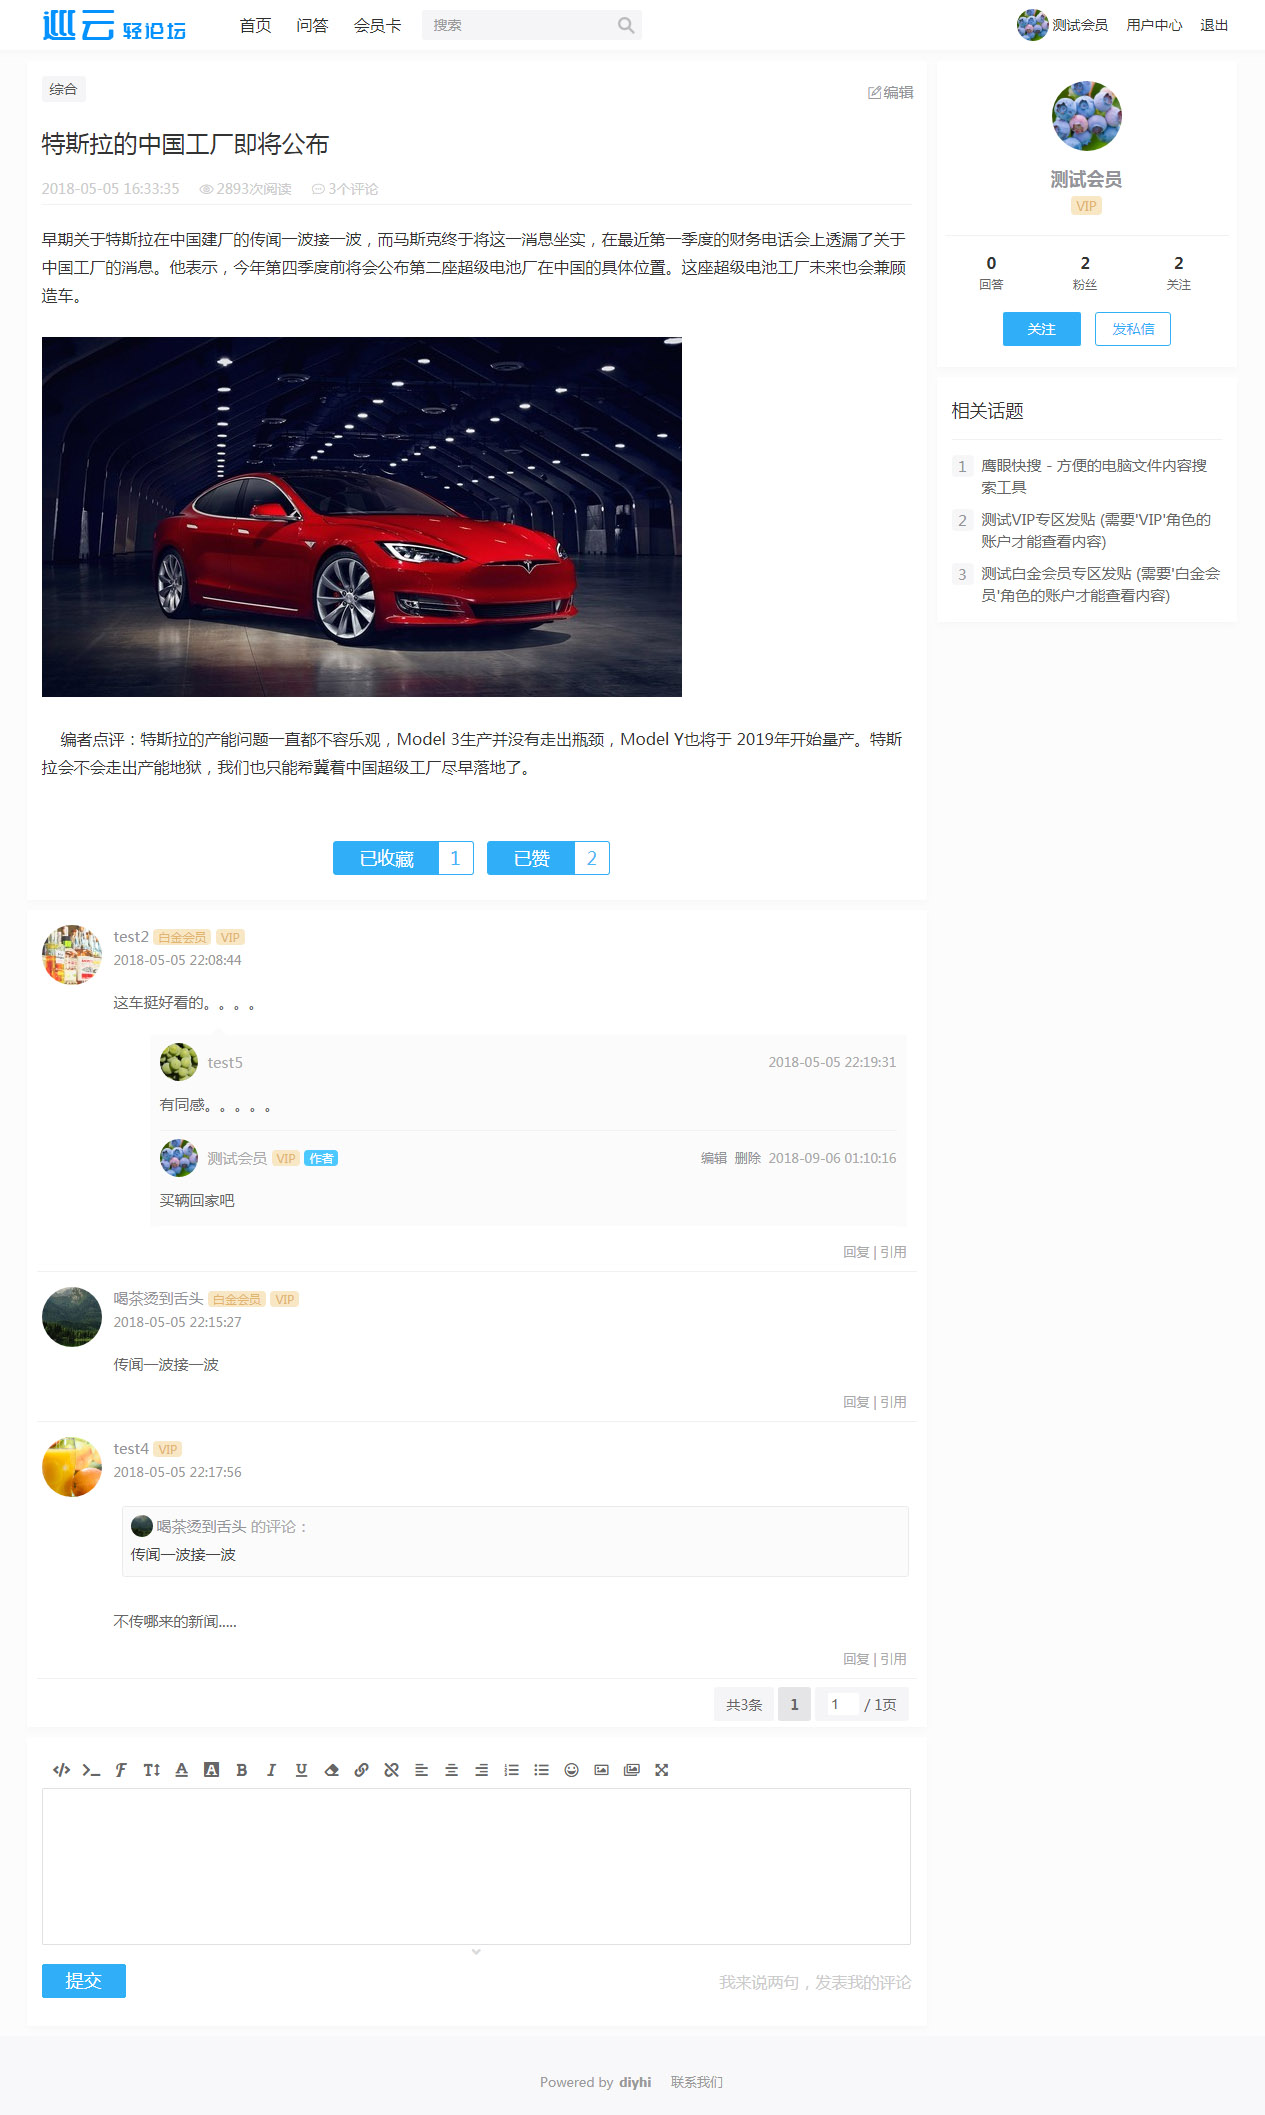 巡云 轻论坛
首页 问答 会员卡 搜索
测试会员 用户中心 退出
综合
编辑
特斯拉的中国工厂即将公布
2018-05-05 16:33:35 2893次阅读 3个评论
早期关于特斯拉在中国建厂的传闻一波接一波，而马斯克终于将这一消息坐实，在最近第一季度的财务电话会上透漏了关于
中国工厂的消息。他表示，今年第四季度前将会公布第二座超级电池厂在中国的具体位置。这座超级电池工厂未来也会兼顾
造车。
编者点评：特斯拉的产能问题一直都不容乐观，Model 3生产并没有走出瓶颈，Model Y也将于 2019年开始量产。特斯
拉会不会走出产能地狱，我们也只能希冀着中国超级工厂尽早落地了。
已收藏 1 已赞 2
test2 白金会员 VIP
2018-05-05 22:08:44
这车挺好看的。。。。
test5 2018-05-05 22:19:31
有同感。。。。。
测试会员 VIP 作者 编辑 删除 2018-09-06 01:10:16
买辆回家吧
回复 | 引用
喝茶烫到舌头 白金会员 VIP
2018-05-05 22:15:27
传闻一波接一波
回复 | 引用
test4 VIP
2018-05-05 22:17:56
喝茶烫到舌头 的评论：
传闻一波接一波
不传哪来的新闻.....
回复 | 引用
共3条 1 1 / 1页
提交
我来说两句，发表我的评论
测试会员
VIP
0 2 2
回答 粉丝 关注
关注 发私信
相关话题
1 鹰眼快搜 - 方便的电脑文件内容搜
索工具
2 测试VIP专区发贴 (需要'VIP'角色的
账户才能查看内容)
3 测试白金会员专区发贴 (需要'白金会
员'角色的账户才能查看内容)
Powered by diyhi 联系我们